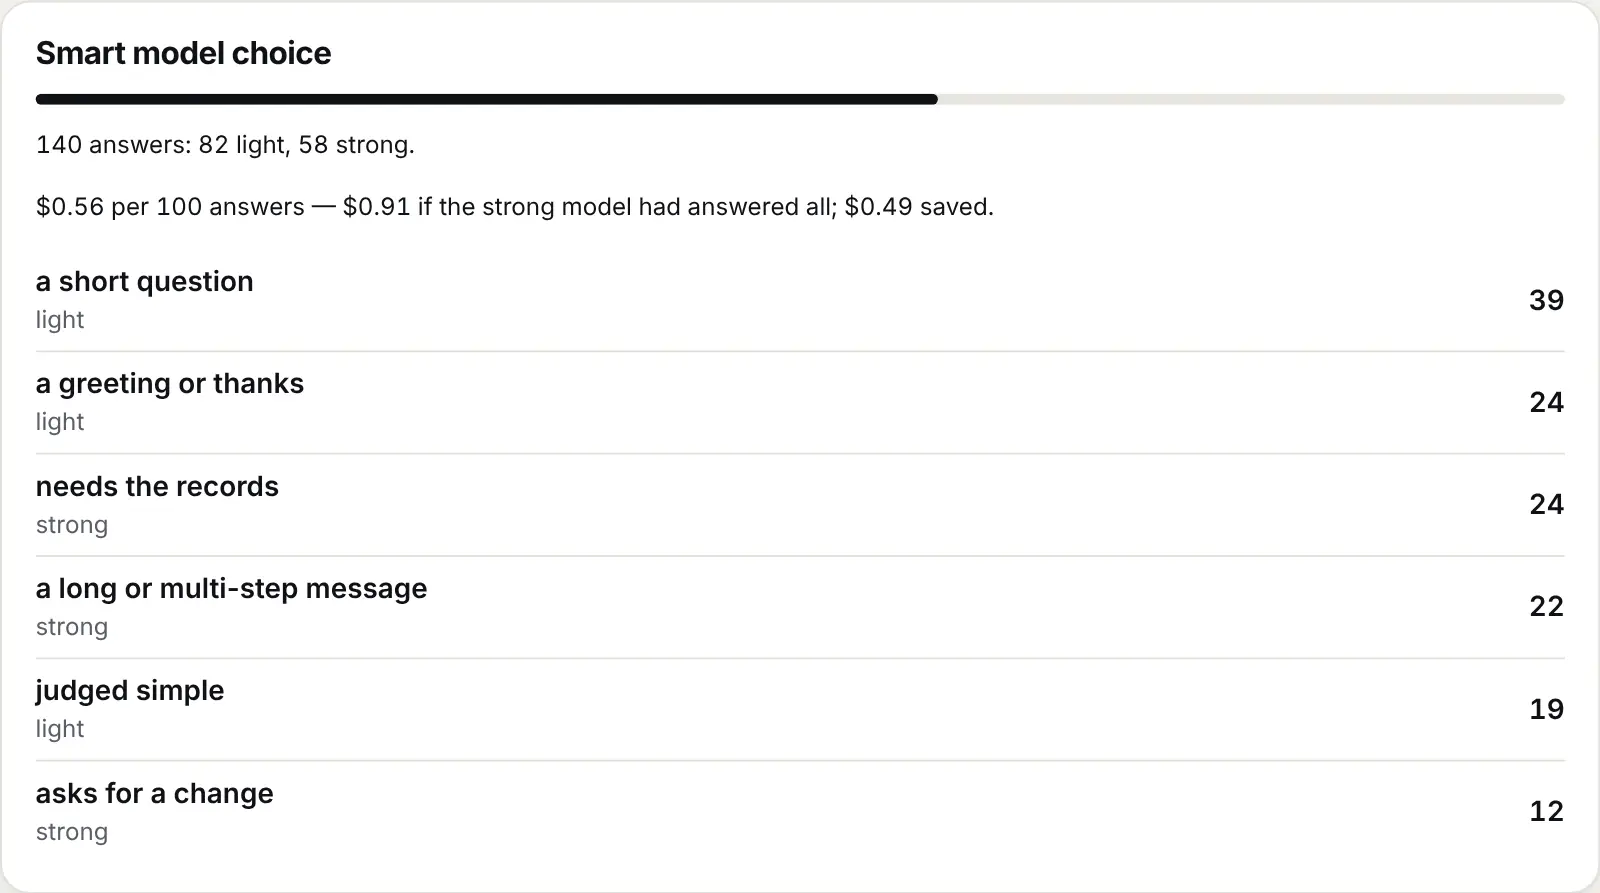 Smart model choice
140 answers: 82 light, 58 strong.
$0.56 per 100 answers — $0.91 if the strong model had answered all; $0.49 saved.
a short question
light
39
a greeting or thanks
light
24
needs the records
strong
24
a long or multi-step message
strong
22
judged simple
light
19
asks for a change
strong
12